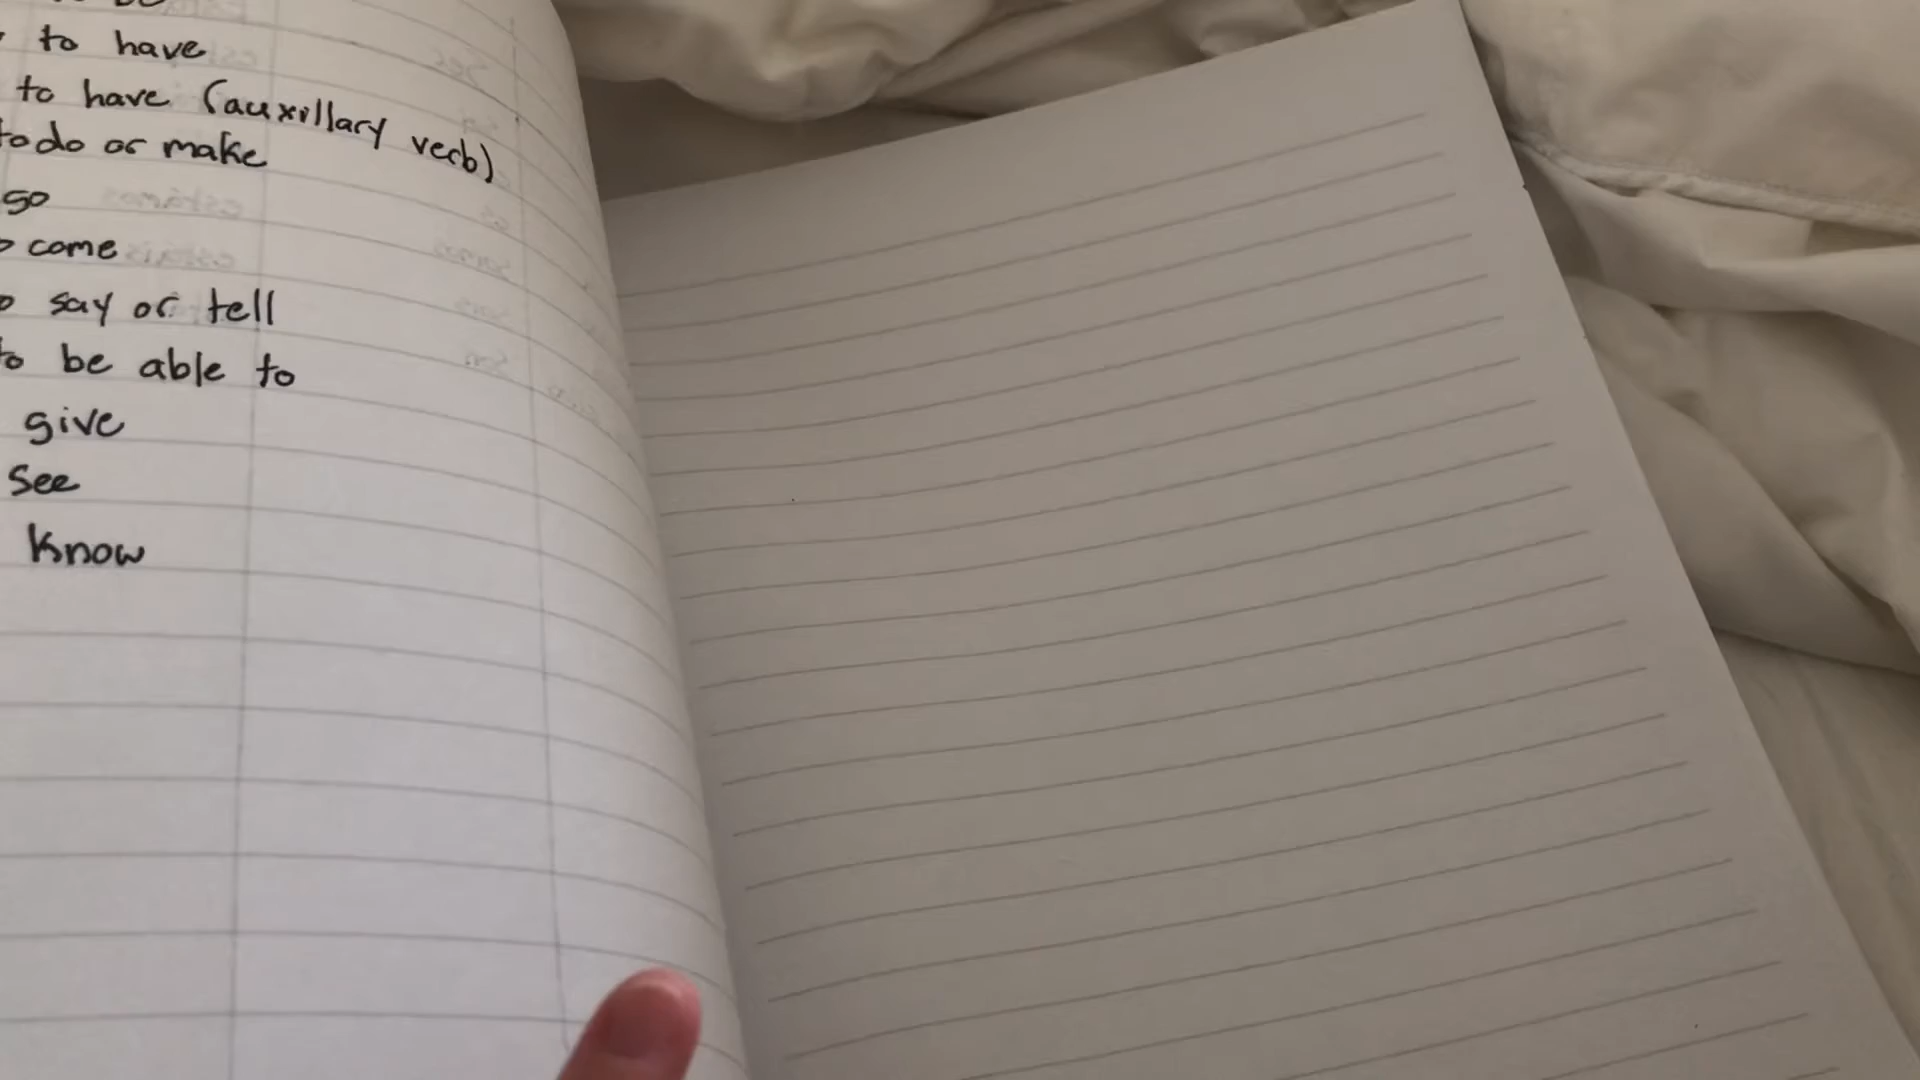 to have
to have (auxillary verb)
to do or make
go
come
say or tell
to be able to
give
see
know